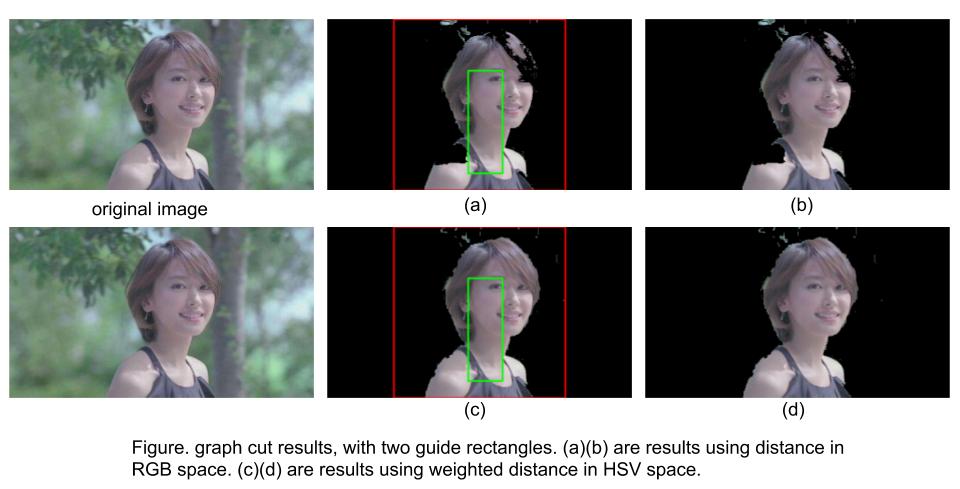 original image
(a)
(b)
(c)
(d)
Figure. graph cut results, with two guide rectangles. (a)(b) are results using distance in
RGB space. (c)(d) are results using weighted distance in HSV space.